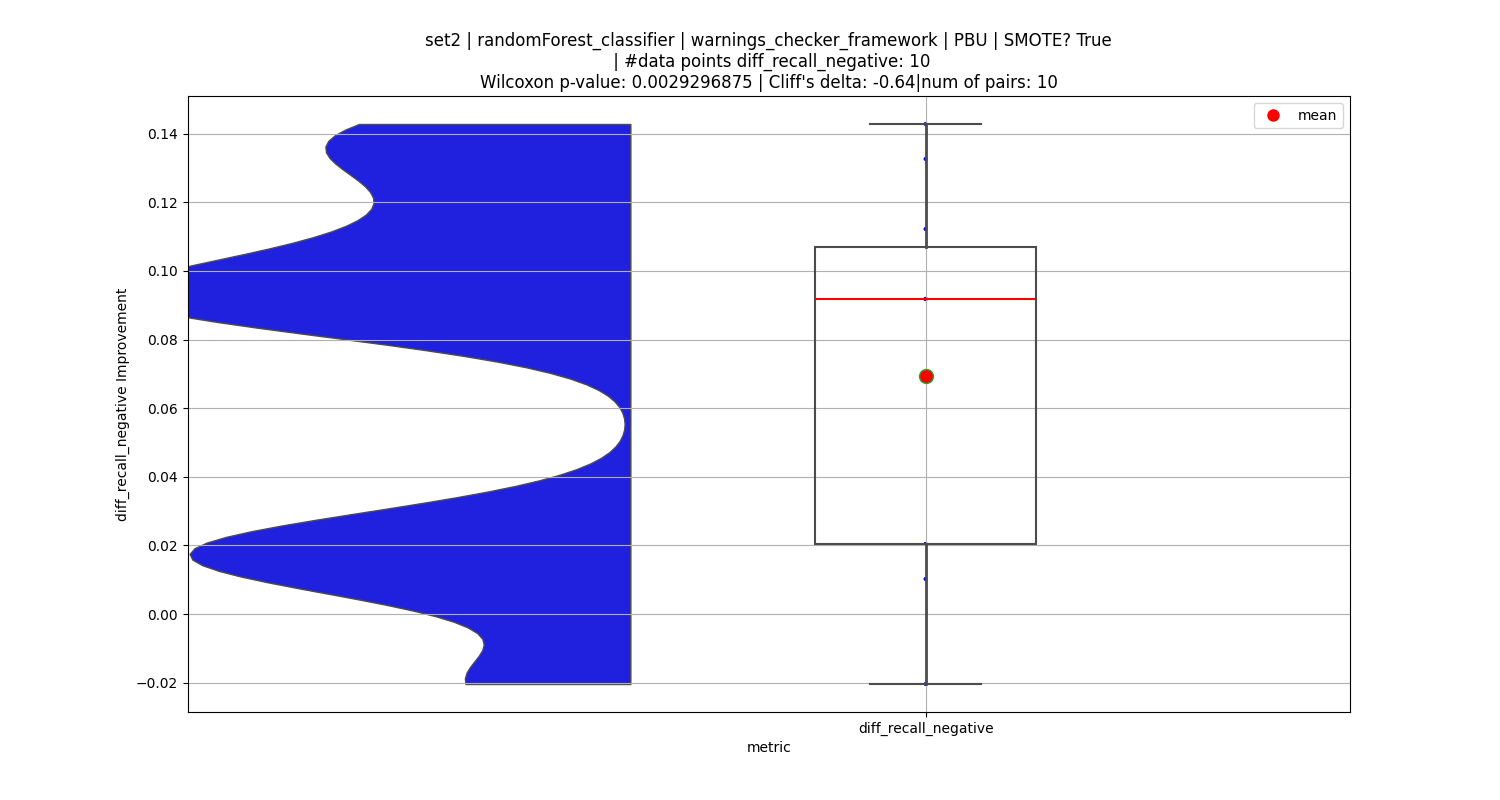 set2 | randomForest_classifier | warnings_checker_framework | PBU | SMOTE? True
| #data points diff_recall_negative: 10
Wilcoxon p-value: 0.0029296875 | Cliff's delta: -0.64|num of pairs: 10
mean
0.14
0.12
0.10
0.08
0.06
0.04
0.02
0.00
−0.02
diff_recall_negative Improvement
diff_recall_negative
metric